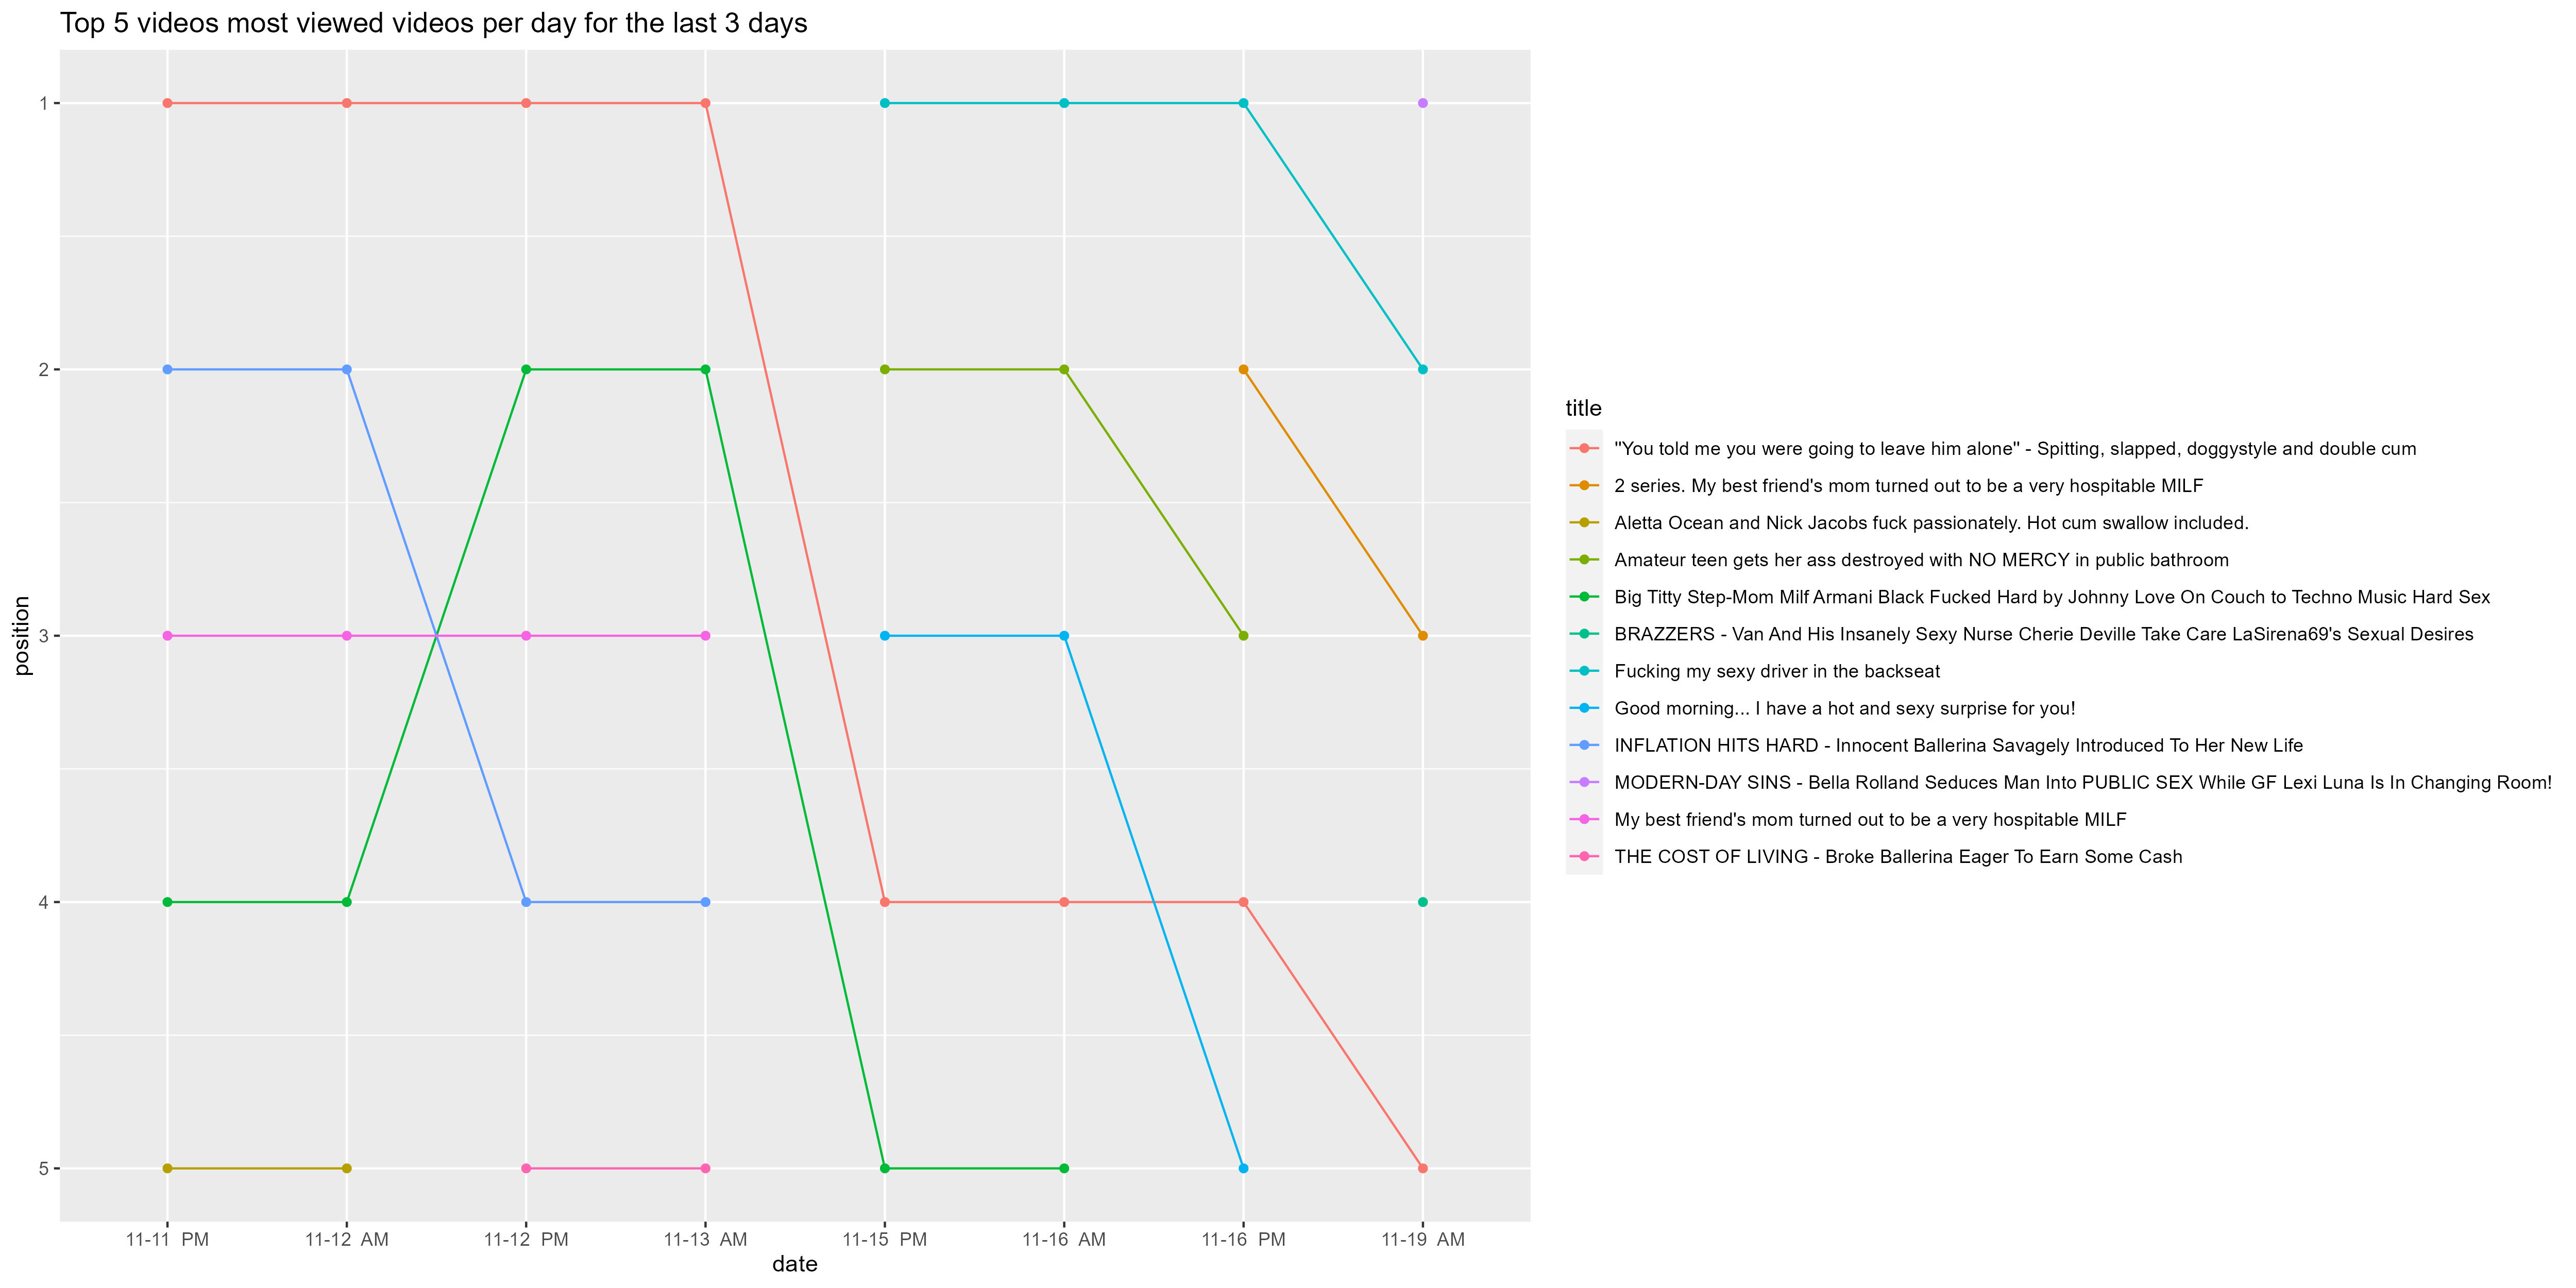 Top 5 videos most viewed videos per day for the last 3 days
position
1
2
3
4
5
11-11 PM
11-12 AM
11-12 PM
11-13 AM
11-15 PM
11-16 AM
11-16 PM
11-19 AM
date
title
"You told me you were going to leave him alone" - Spitting, slapped, doggystyle and double cum
2 series. My best friend's mom turned out to be a very hospitable MILF
Aletta Ocean and Nick Jacobs fuck passionately. Hot cum swallow included.
Amateur teen gets her ass destroyed with NO MERCY in public bathroom
Big Titty Step-Mom Milf Armani Black Fucked Hard by Johnny Love On Couch to Techno Music Hard Sex
BRAZZERS - Van And His Insanely Sexy Nurse Cherie Deville Take Care LaSirena69's Sexual Desires
Fucking my sexy driver in the backseat
Good morning... I have a hot and sexy surprise for you!
INFLATION HITS HARD - Innocent Ballerina Savagely Introduced To Her New Life
MODERN-DAY SINS - Bella Rolland Seduces Man Into PUBLIC SEX While GF Lexi Luna Is In Changing Room!
My best friend's mom turned out to be a very hospitable MILF
THE COST OF LIVING - Broke Ballerina Eager To Earn Some Cash